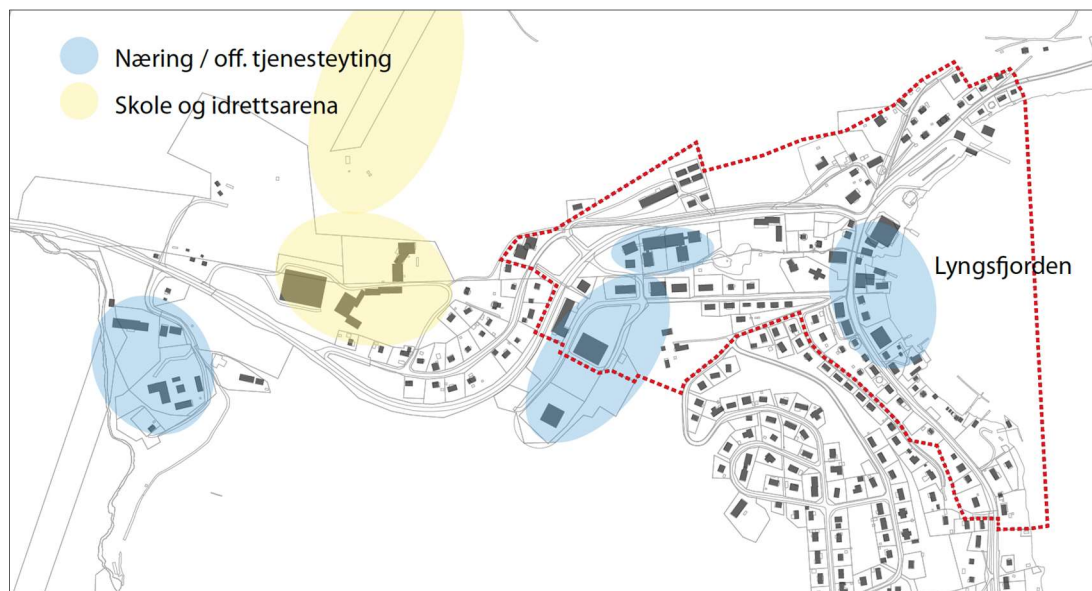 Næring / off. tjenesteyting
Skole og idrettsarena
Lyngsfjorden